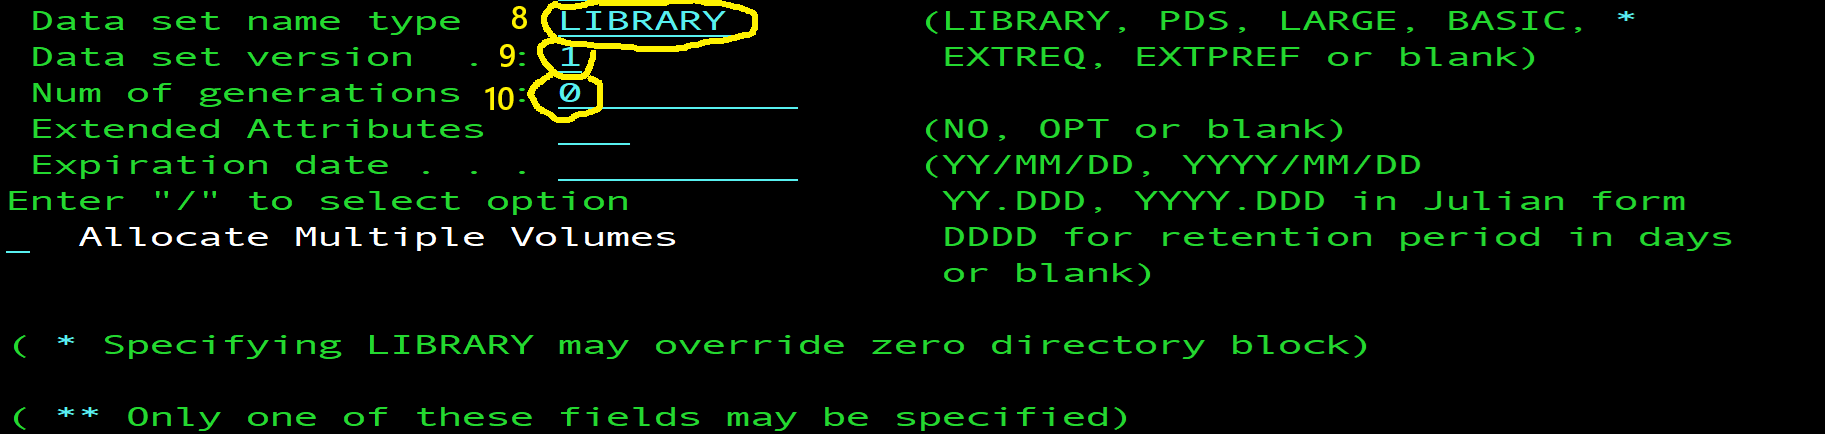 Data set name type 8 LIBRARY (LIBRARY, PDS, LARGE, BASIC, *
Data set version . 9: 1 EXTREQ, EXTPREF or blank)
Num of generations 10: 0
Extended Attributes ___ (NO, OPT or blank)
Expiration date . . . __________ (YY/MM/DD, YYYY/MM/DD
Enter "/" to select option YY.DDD, YYYY.DDD in Julian form
_ Allocate Multiple Volumes DDDD for retention period in days
or blank)
( * Specifying LIBRARY may override zero directory block)
( ** Only one of these fields may be specified)